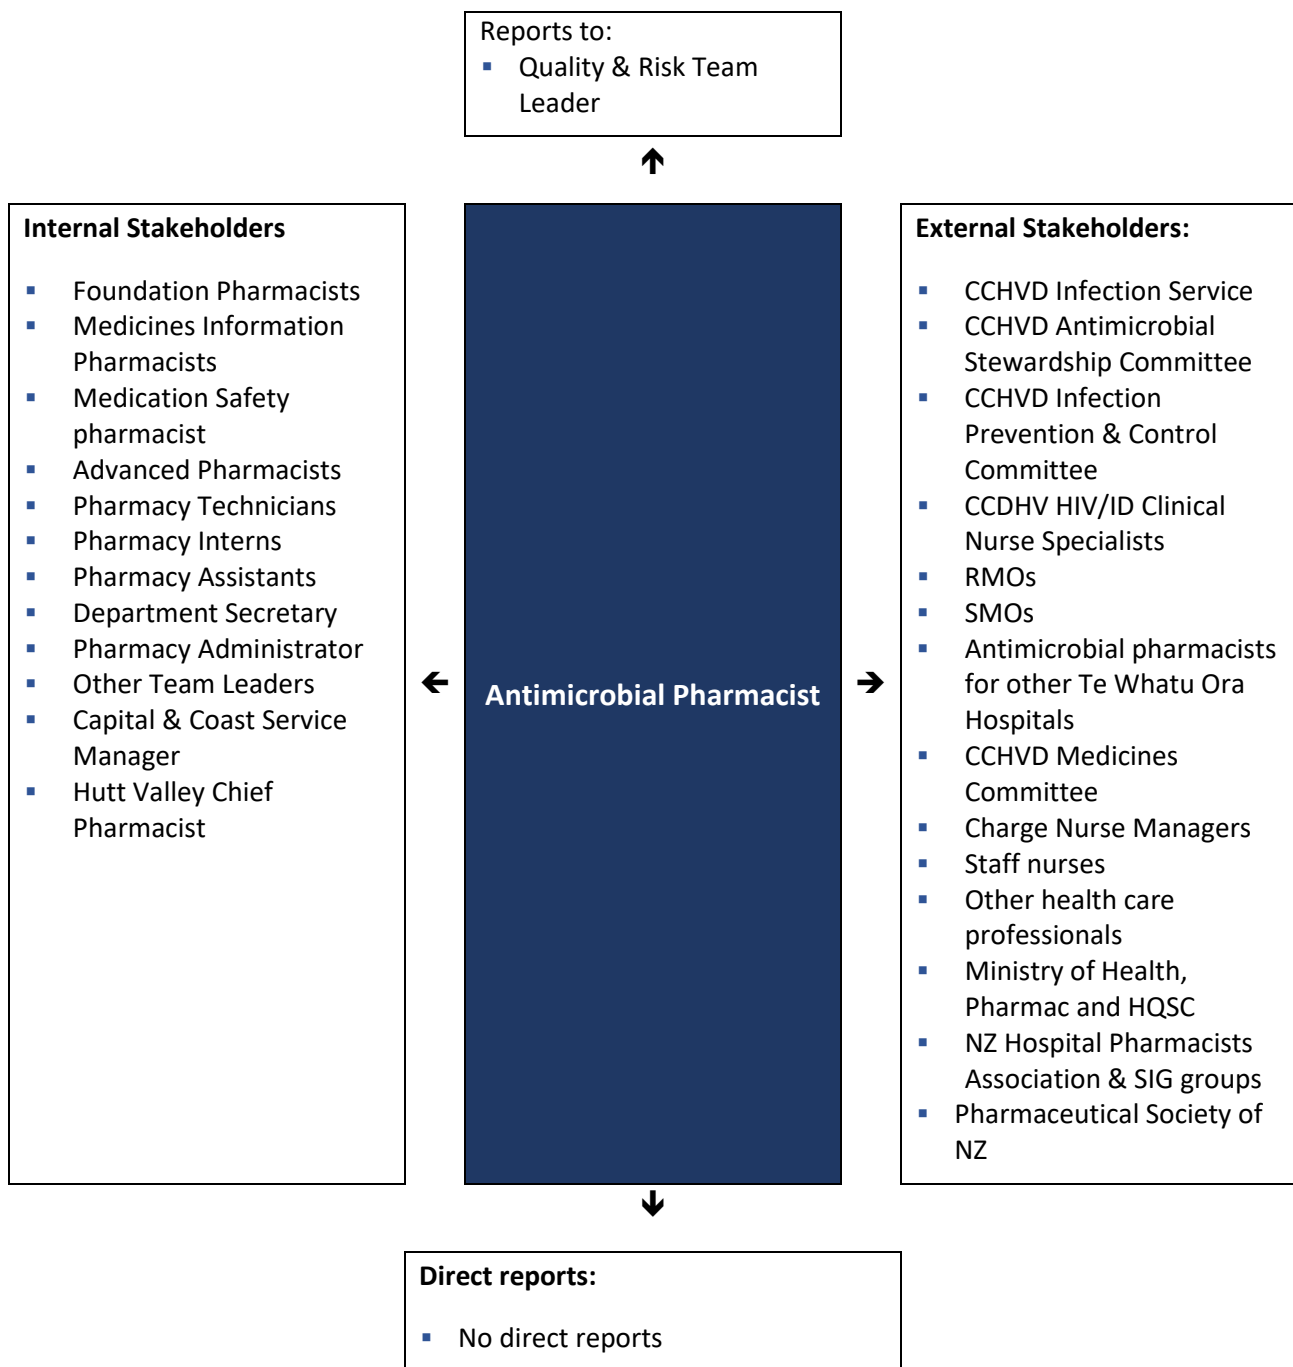 Reports to:
▪ Quality & Risk Team
Leader
↑
Internal Stakeholders
▪ Foundation Pharmacists
▪ Medicines Information
Pharmacists
▪ Medication Safety
pharmacist
▪ Advanced Pharmacists
▪ Pharmacy Technicians
▪ Pharmacy Interns
▪ Pharmacy Assistants
▪ Department Secretary
▪ Pharmacy Administrator
▪ Other Team Leaders
▪ Capital & Coast Service
Manager
▪ Hutt Valley Chief
Pharmacist
←
Antimicrobial Pharmacist
→
External Stakeholders:
▪ CCHVD Infection Service
▪ CCHVD Antimicrobial
Stewardship Committee
▪ CCHVD Infection
Prevention & Control
Committee
▪ CCDHV HIV/ID Clinical
Nurse Specialists
▪ RMOs
▪ SMOs
▪ Antimicrobial pharmacists
for other Te Whatu Ora
Hospitals
▪ CCHVD Medicines
Committee
▪ Charge Nurse Managers
▪ Staff nurses
▪ Other health care
professionals
▪ Ministry of Health,
Pharmac and HQSC
▪ NZ Hospital Pharmacists
Association & SIG groups
▪ Pharmaceutical Society of
NZ
↓
Direct reports:
▪ No direct reports